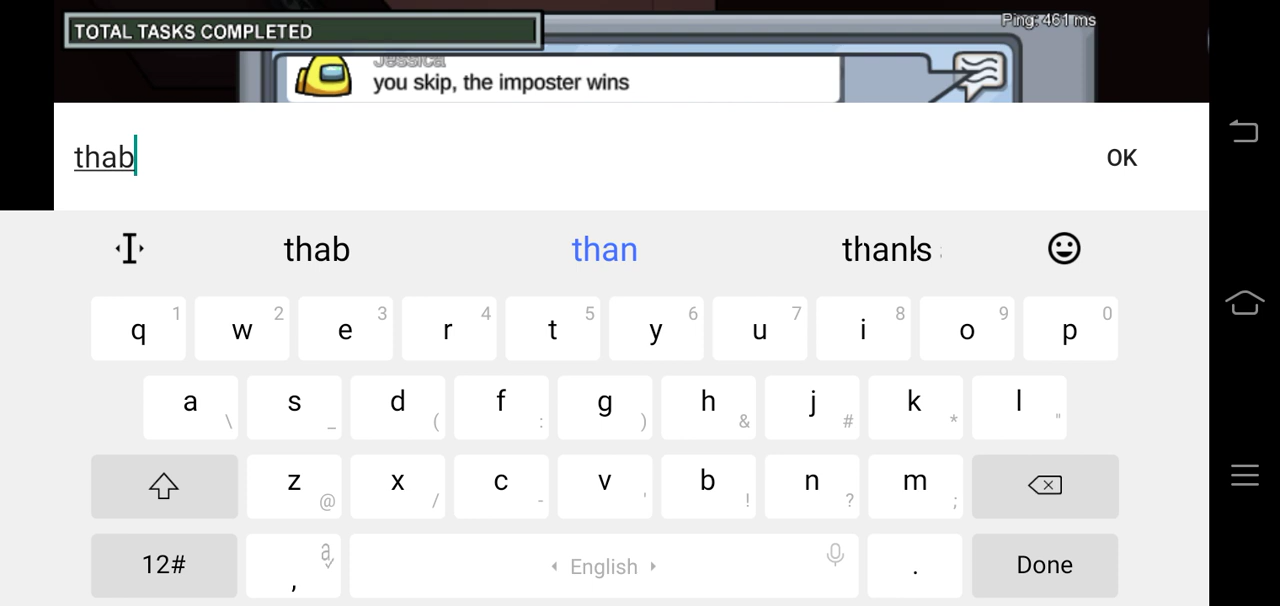 TOTAL TASKS COMPLETED
Ping: 461 ms
Jessica
you skip, the imposter wins
thab
OK
thab than thanks
q 1 w 2 e 3 r 4 t 5 y 6 u 7 i 8 o 9 p 0
a \ s _ d ( f : g ) h & j # k * l "
z @ x / c - v ' b ! n ? m ;
12# , a English . Done